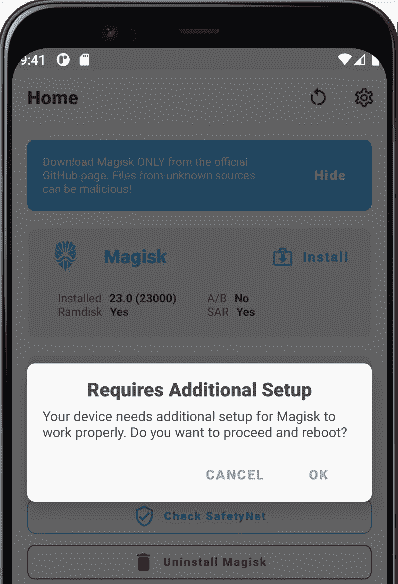 9:41
Home
Download Magisk ONLY from the official
GitHub page. Files from unknown sources
can be malicious!
Hide
Magisk
Install
Installed 23.0 (23000)
A/B No
Ramdisk Yes
SAR Yes
Requires Additional Setup
Your device needs additional setup for Magisk to
work properly. Do you want to proceed and reboot?
CANCEL
OK
Check SafetyNet
Uninstall Magisk